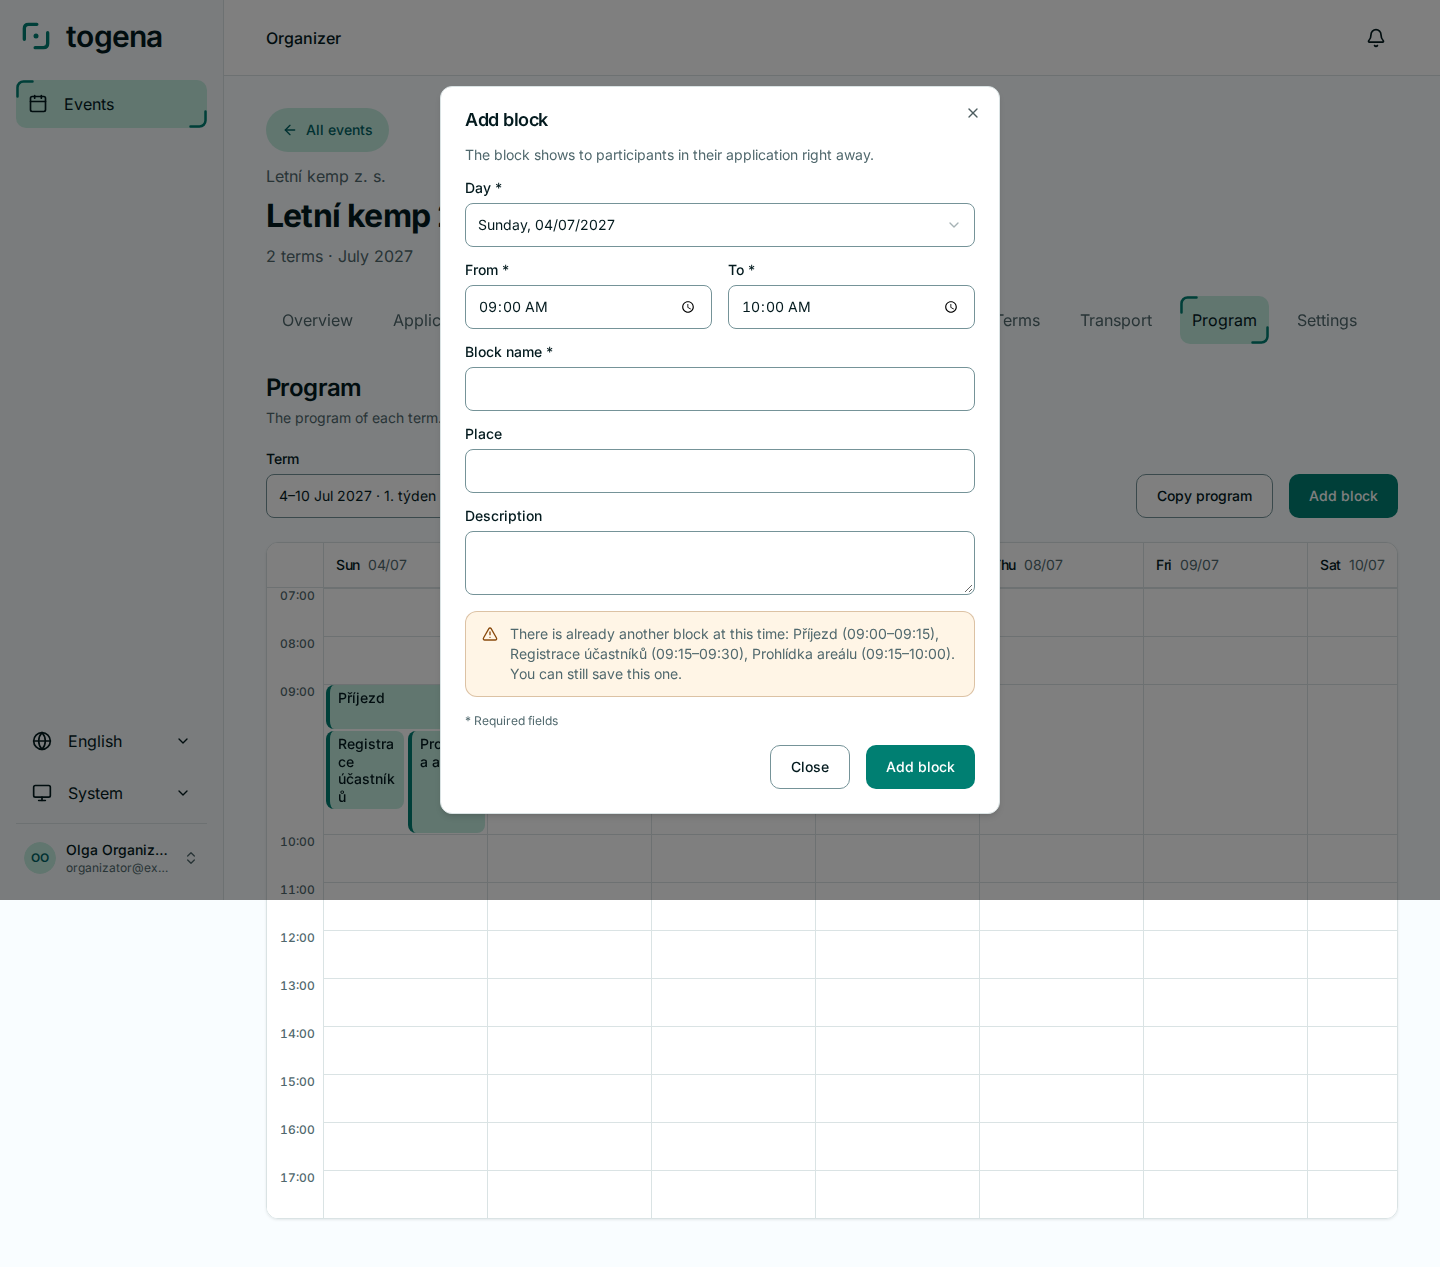 togena
Organizer
Events
All events
Letní kemp z. s.
Letní kemp
2 terms · July 2027
Overview
Transport
Program
Settings
Program
The program of each term.
Term
4–10 Jul 2027 · 1. týden
Copy program
Add block
Sun 04/07
08/07
Fri 09/07
Sat 10/07
07:00
08:00
09:00
10:00
11:00
12:00
13:00
14:00
15:00
16:00
17:00
Příjezd
Registra
ce
účastník
ů
English
System
OO
Olga Organiz...
organizator@ex...
Add block
The block shows to participants in their application right away.
Day *
Sunday, 04/07/2027
From *
To *
09:00 AM
10:00 AM
Block name *
Place
Description
There is already another block at this time: Příjezd (09:00–09:15),
Registrace účastníků (09:15–09:30), Prohlídka areálu (09:15–10:00).
You can still save this one.
* Required fields
Close
Add block